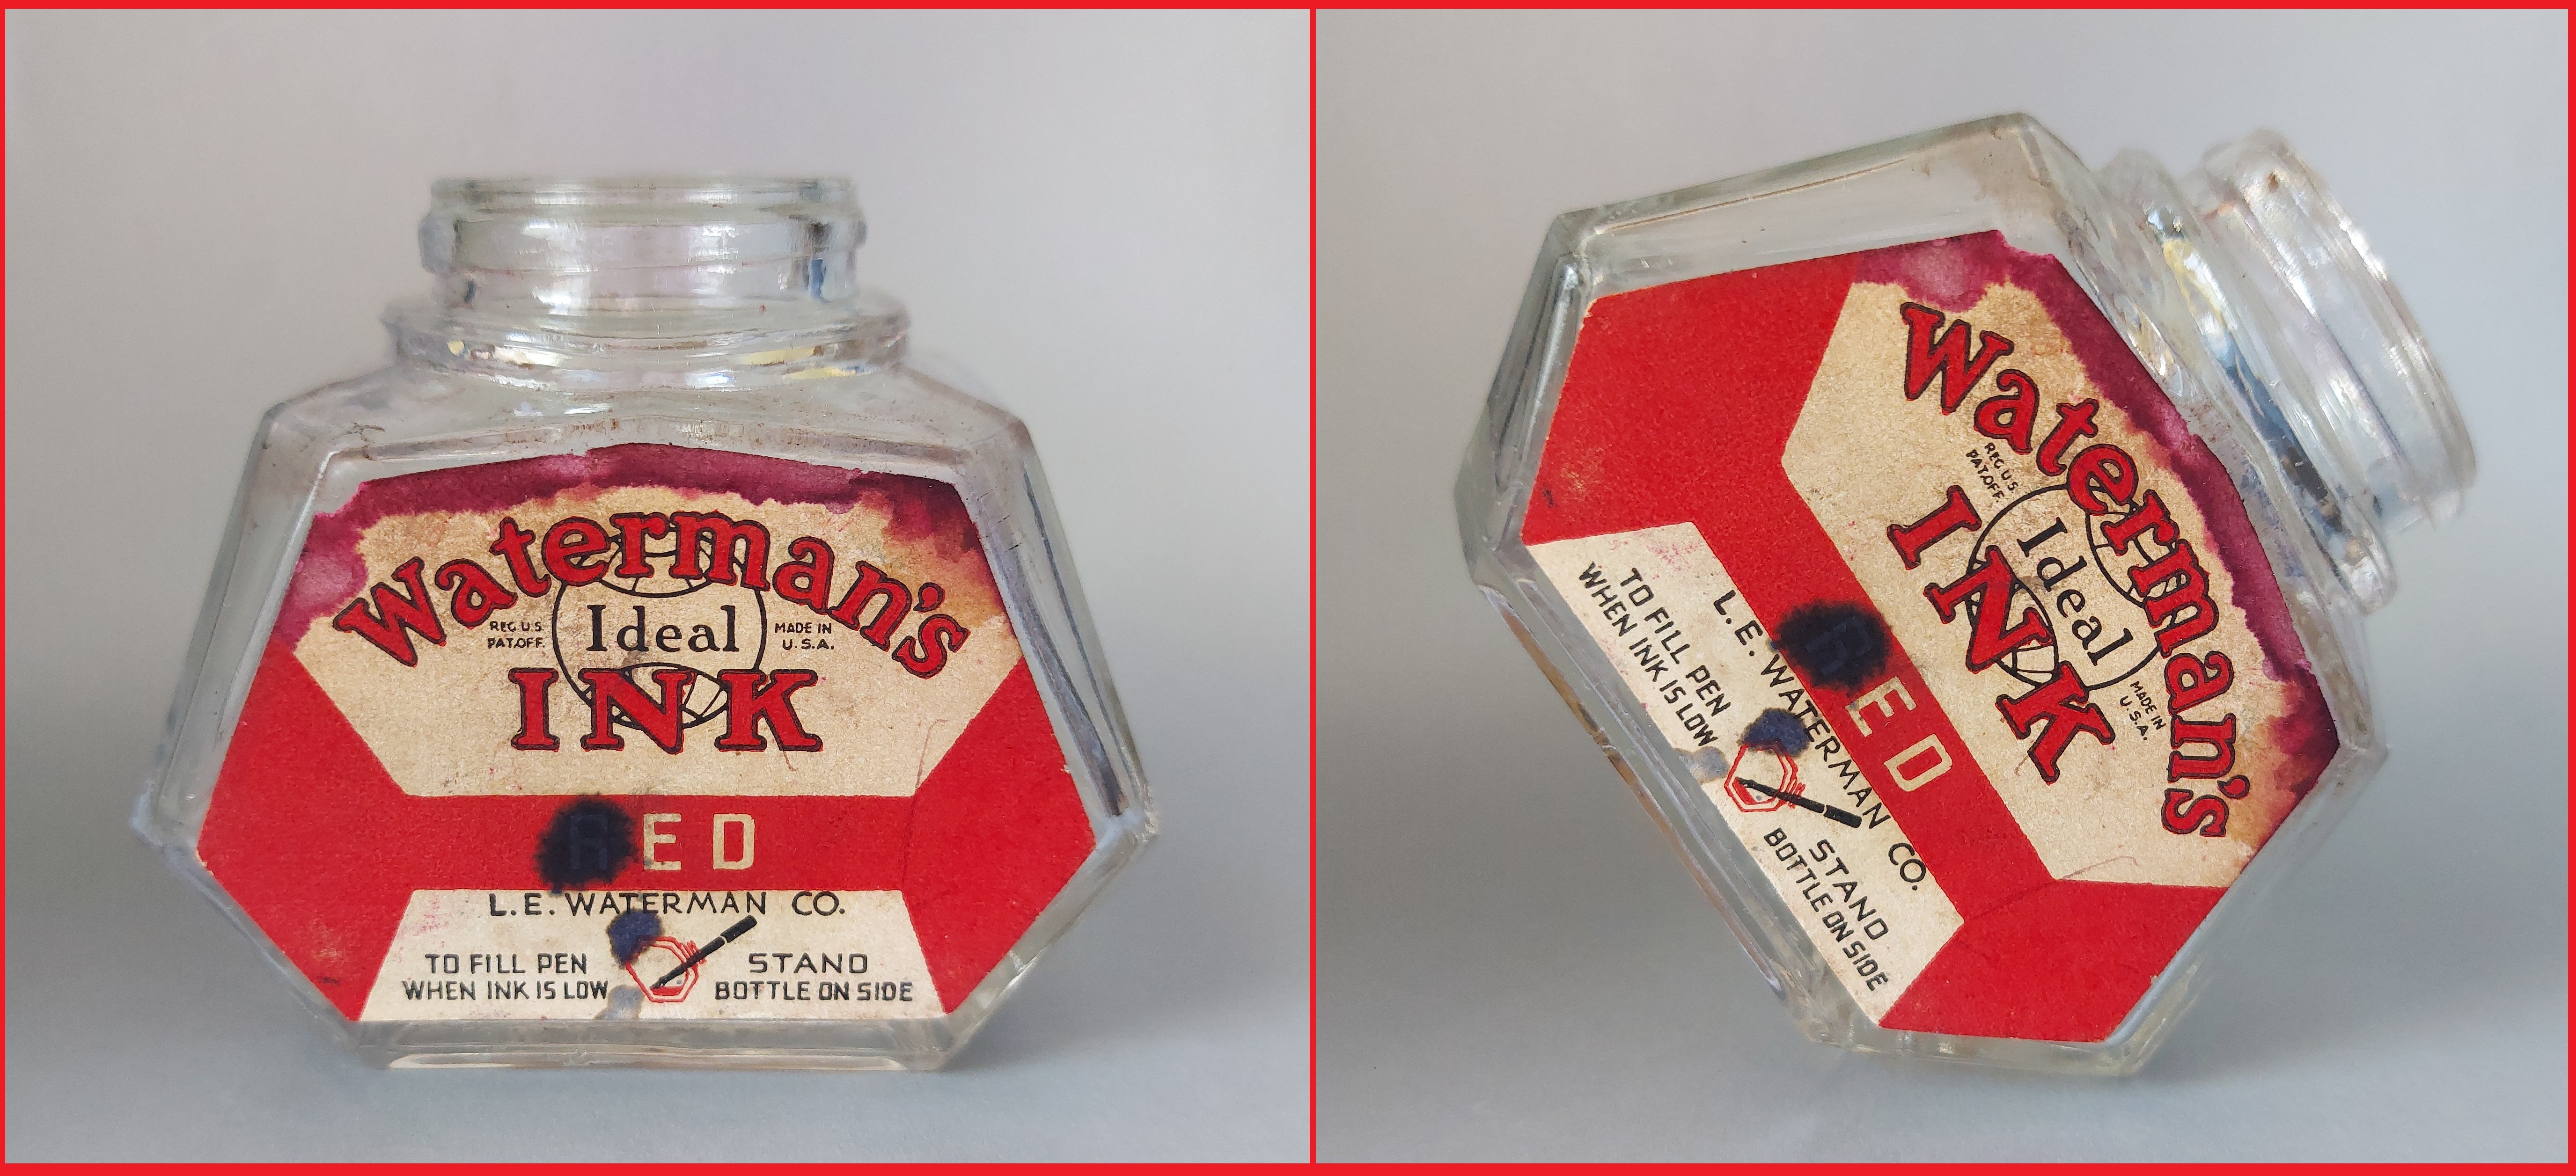 Waterman's
REG. U.S. PAT. OFF.
Ideal
MADE IN U.S.A.
INK
RED
L.E. WATERMAN CO.
TO FILL PEN
WHEN INK IS LOW
STAND
BOTTLE ON SIDE
Waterman's
REG. U.S. PAT. OFF.
Ideal
MADE IN U.S.A.
INK
RED
L.E. WATERMAN CO.
TO FILL PEN
WHEN INK IS LOW
STAND
BOTTLE ON SIDE